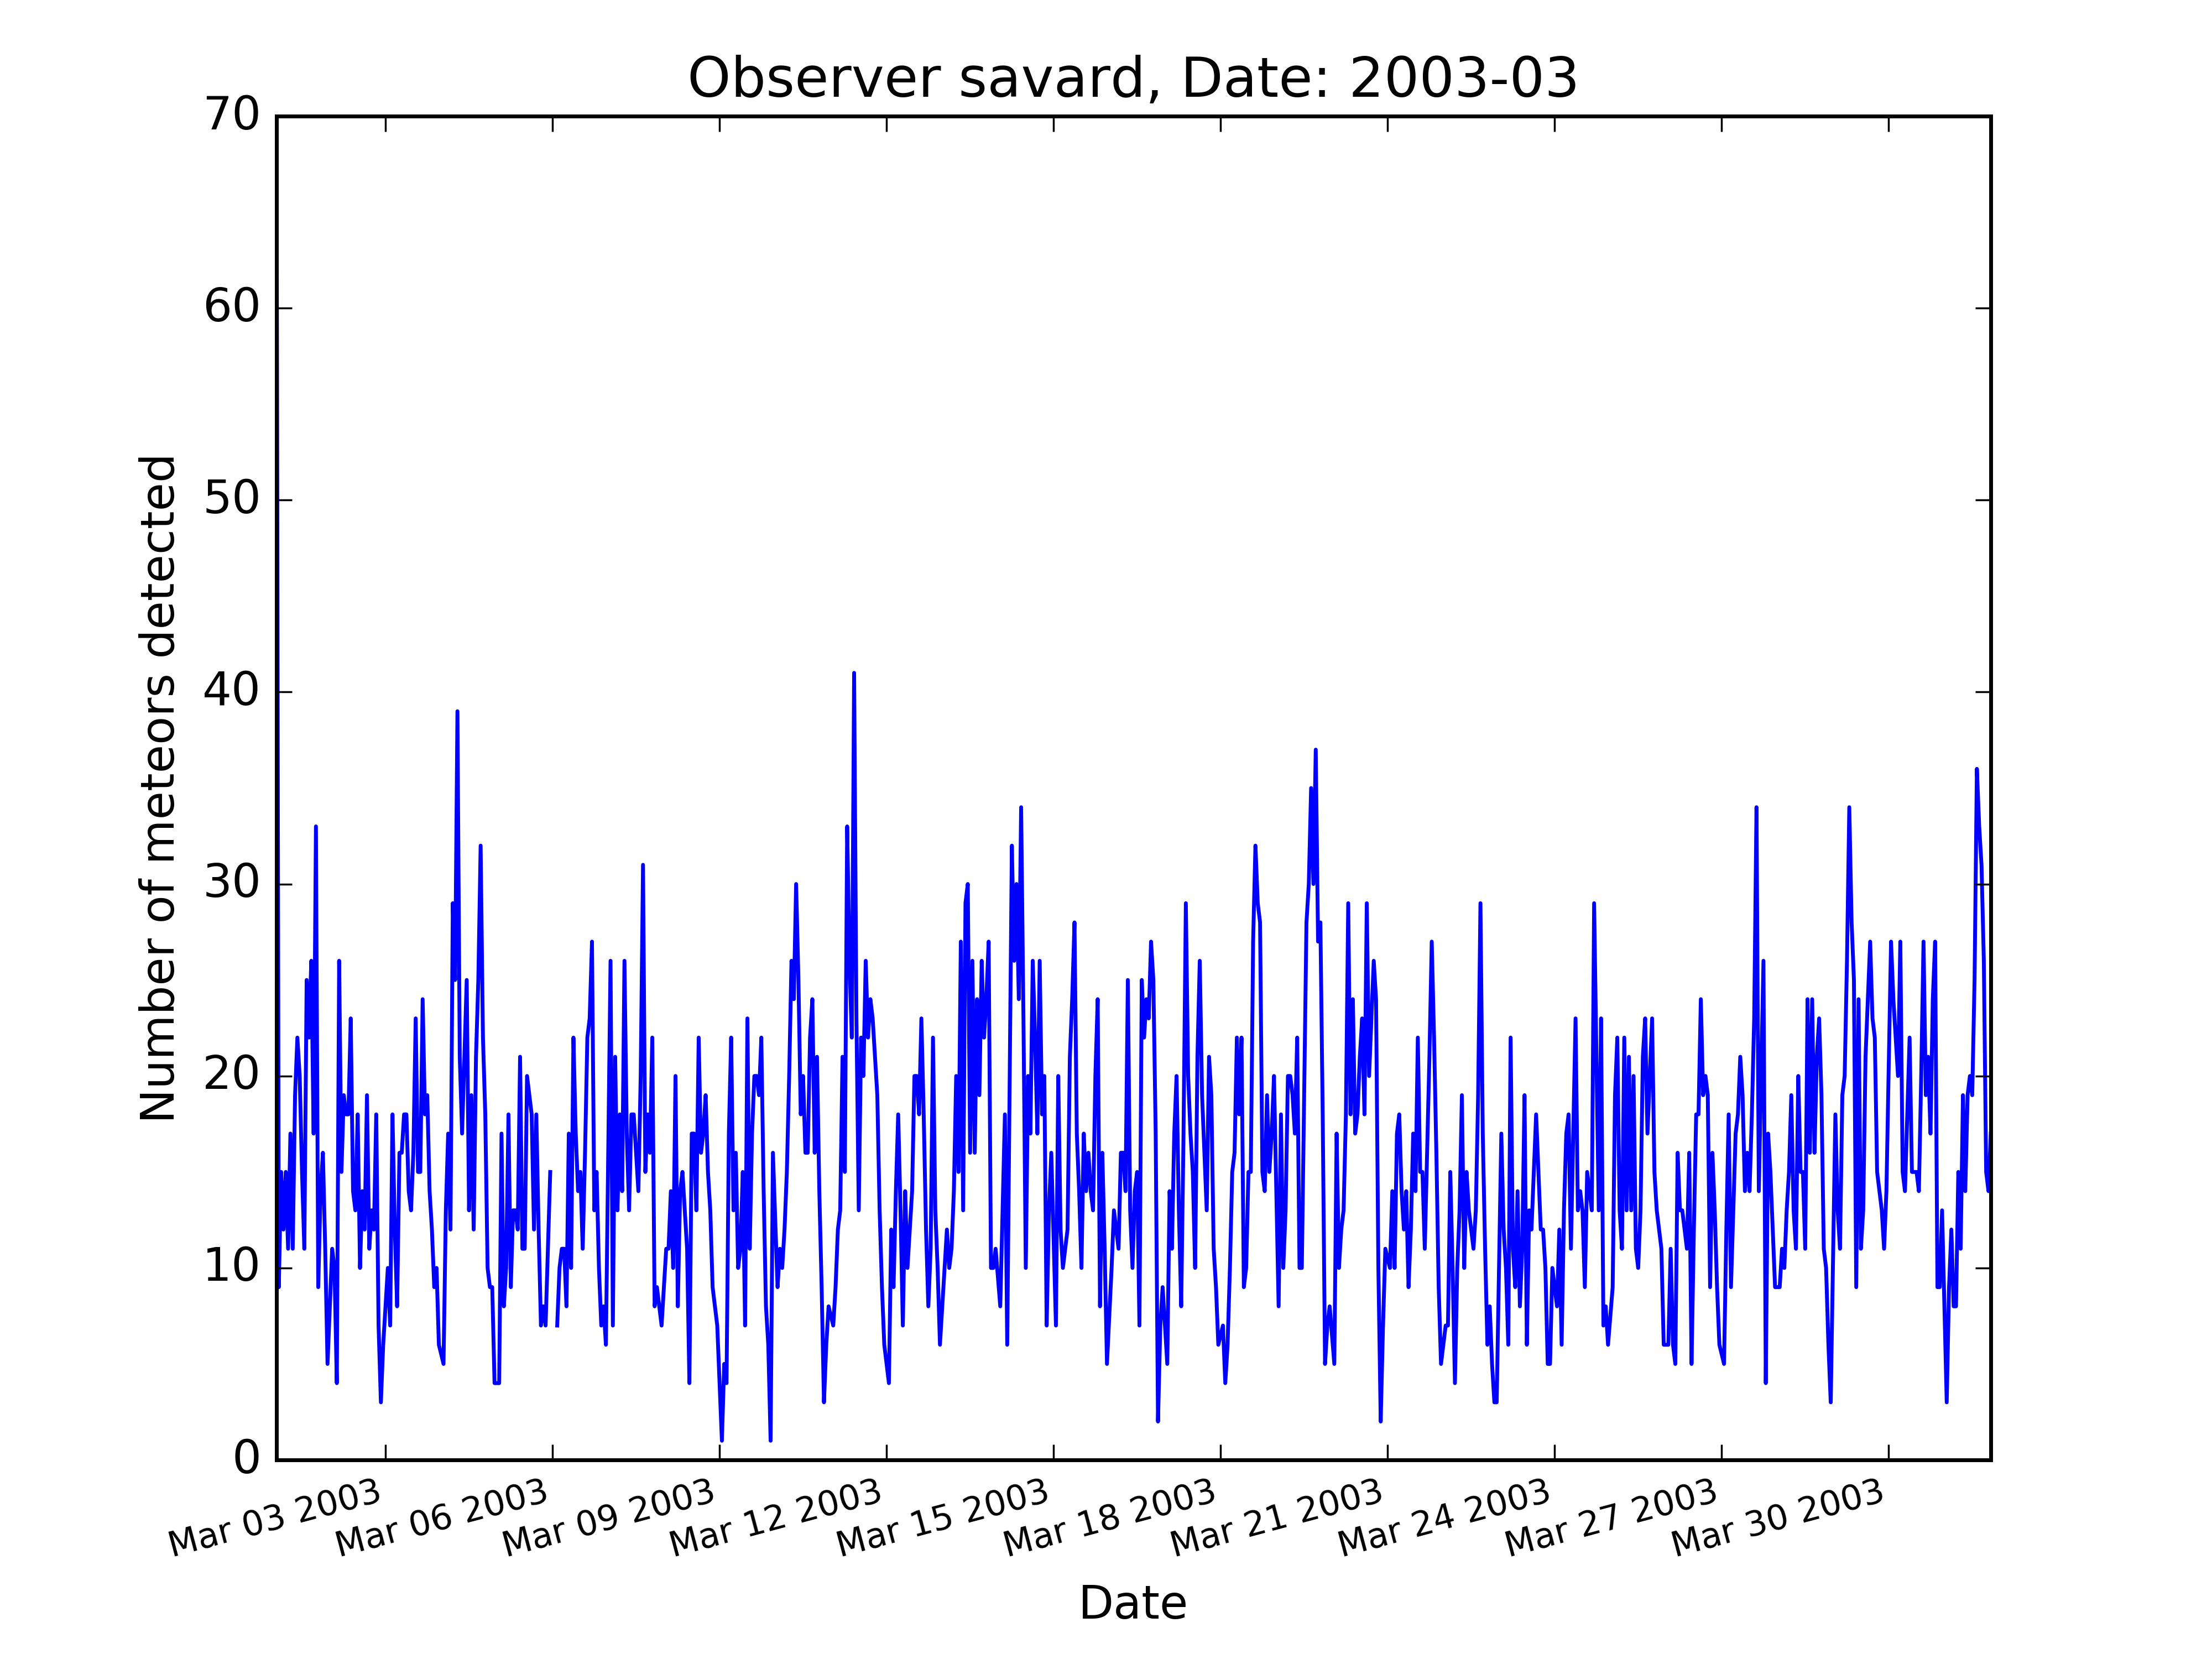 Observer savard, Date: 2003-03
Number of meteors detected
70
60
50
40
30
20
10
0
Mar 03 2003
Mar 06 2003
Mar 09 2003
Mar 12 2003
Mar 15 2003
Mar 18 2003
Mar 21 2003
Mar 24 2003
Mar 27 2003
Mar 30 2003
Date